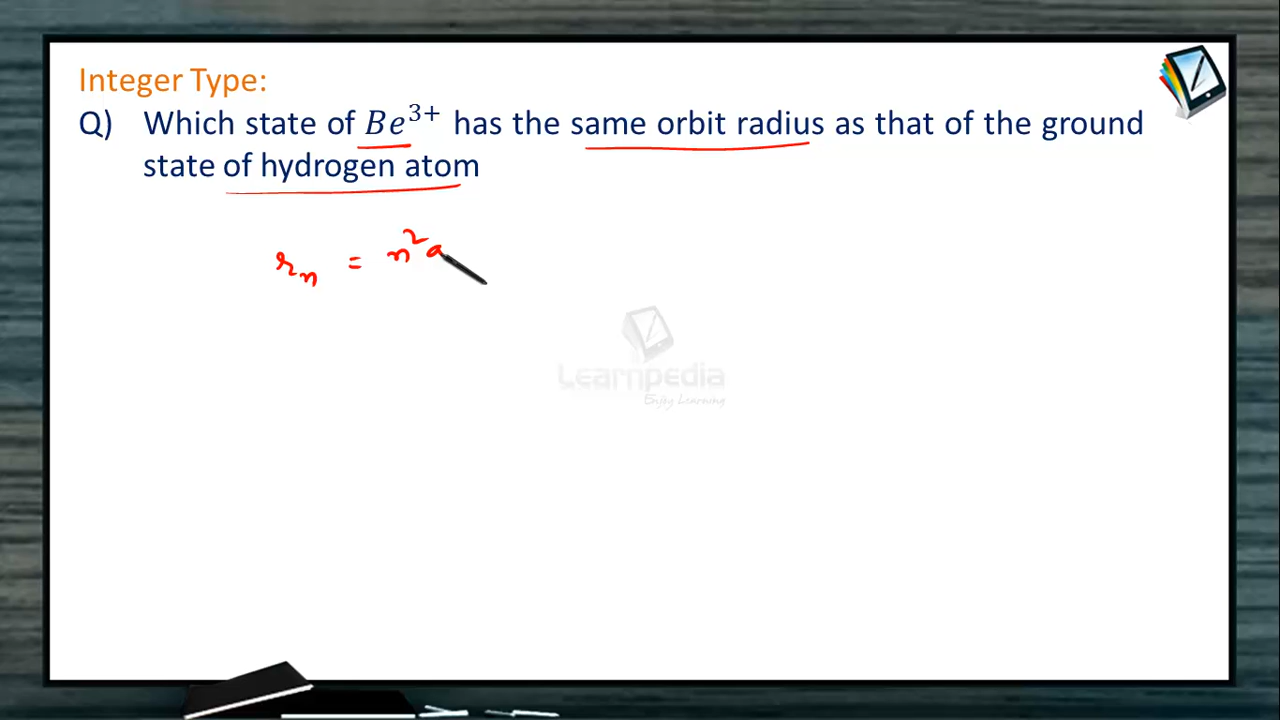 Integer Type:
Q) Which state of Be³⁺ has the same orbit radius as that of the ground
state of hydrogen atom
rₙ = n²a
Learnpedia
Enjoy Learning